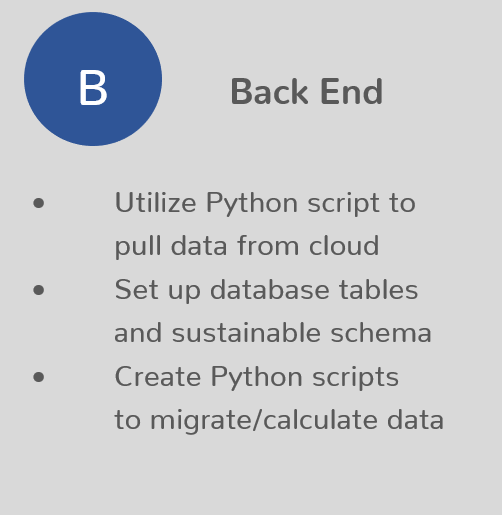 B
Back End
• Utilize Python script to
pull data from cloud
• Set up database tables
and sustainable schema
• Create Python scripts
to migrate/calculate data